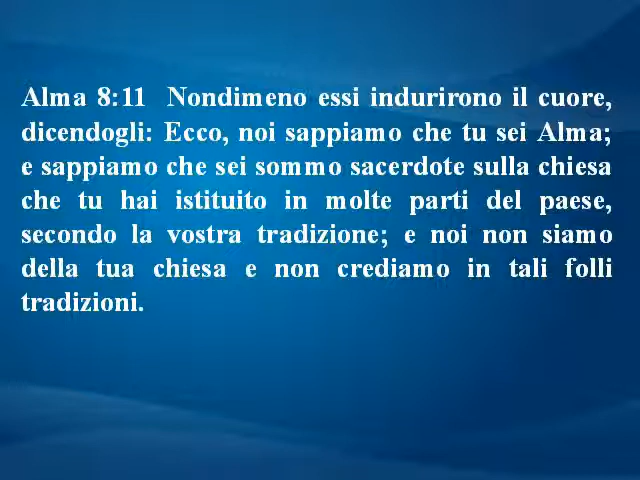 Alma 8:11 Nondimeno essi indurirono il cuore,
dicendogli: Ecco, noi sappiamo che tu sei Alma;
e sappiamo che sei sommo sacerdote sulla chiesa
che tu hai istituito in molte parti del paese,
secondo la vostra tradizione; e noi non siamo
della tua chiesa e non crediamo in tali folli
tradizioni.